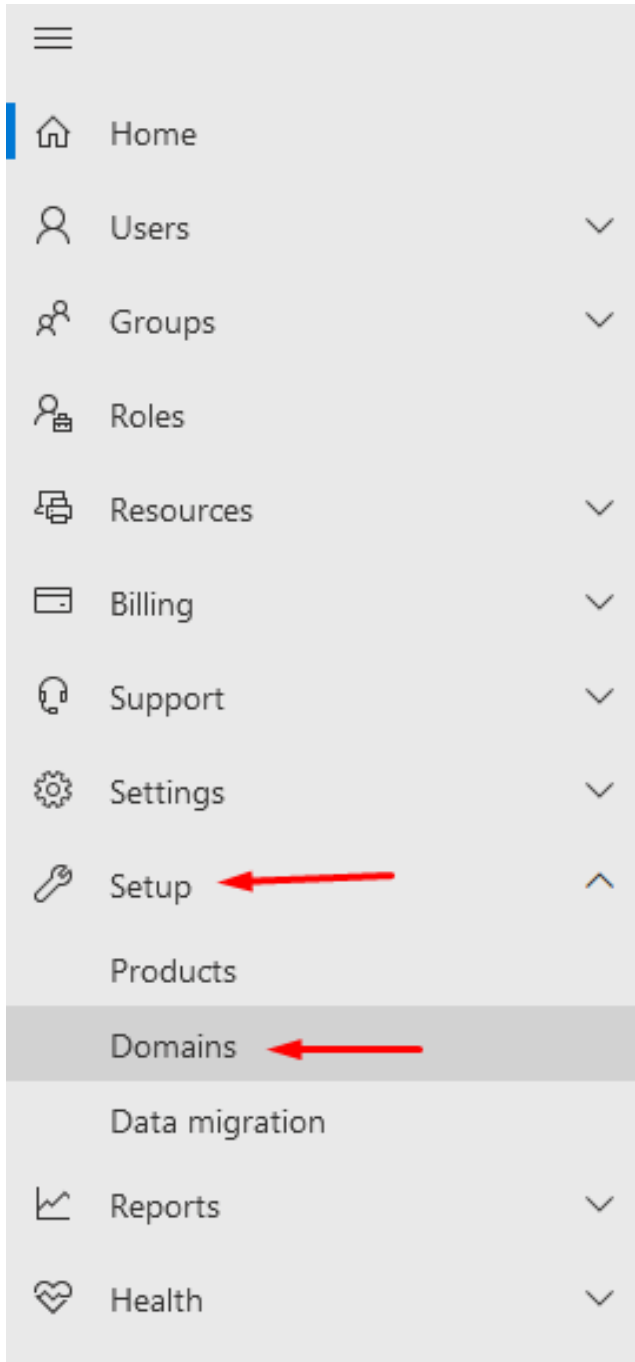 Home
Users
Groups
Roles
Resources
Billing
Support
Settings
Setup
Products
Domains
Data migration
Reports
Health